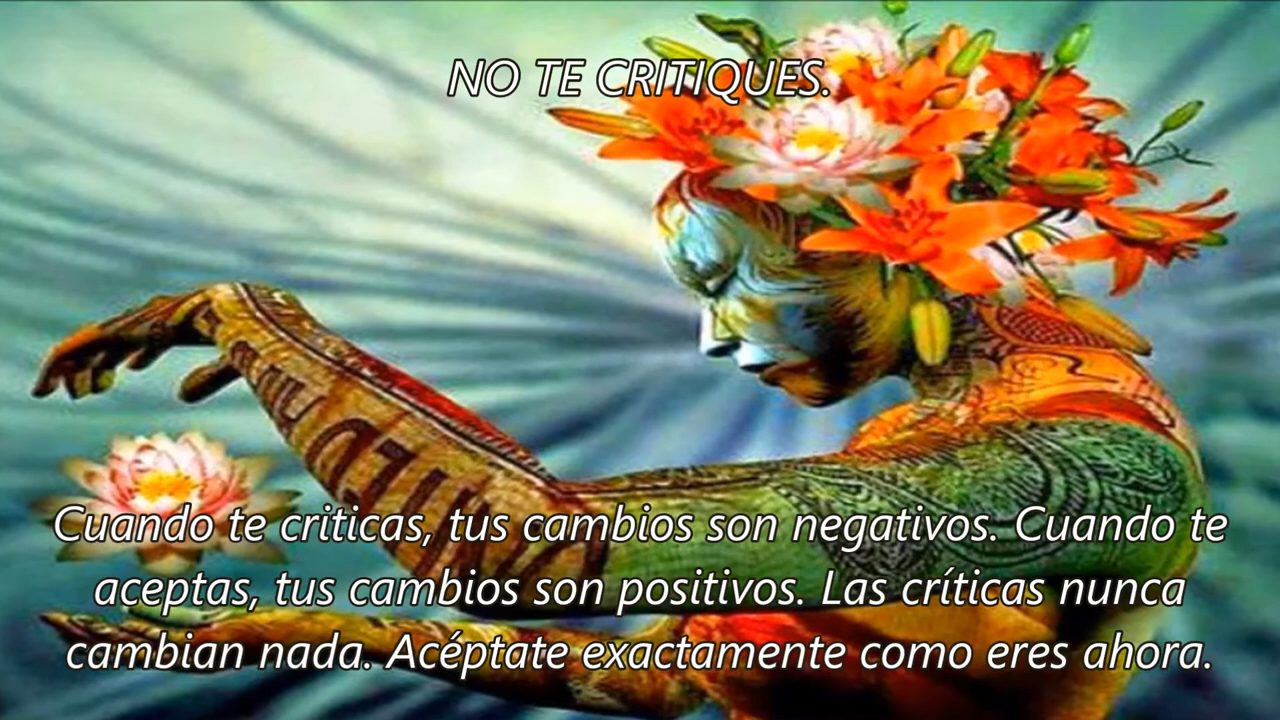 NO TE CRITIQUES.
Cuando te criticas, tus cambios son negativos. Cuando te
aceptas, tus cambios son positivos. Las críticas nunca
cambian nada. Acéptate exactamente como eres ahora.